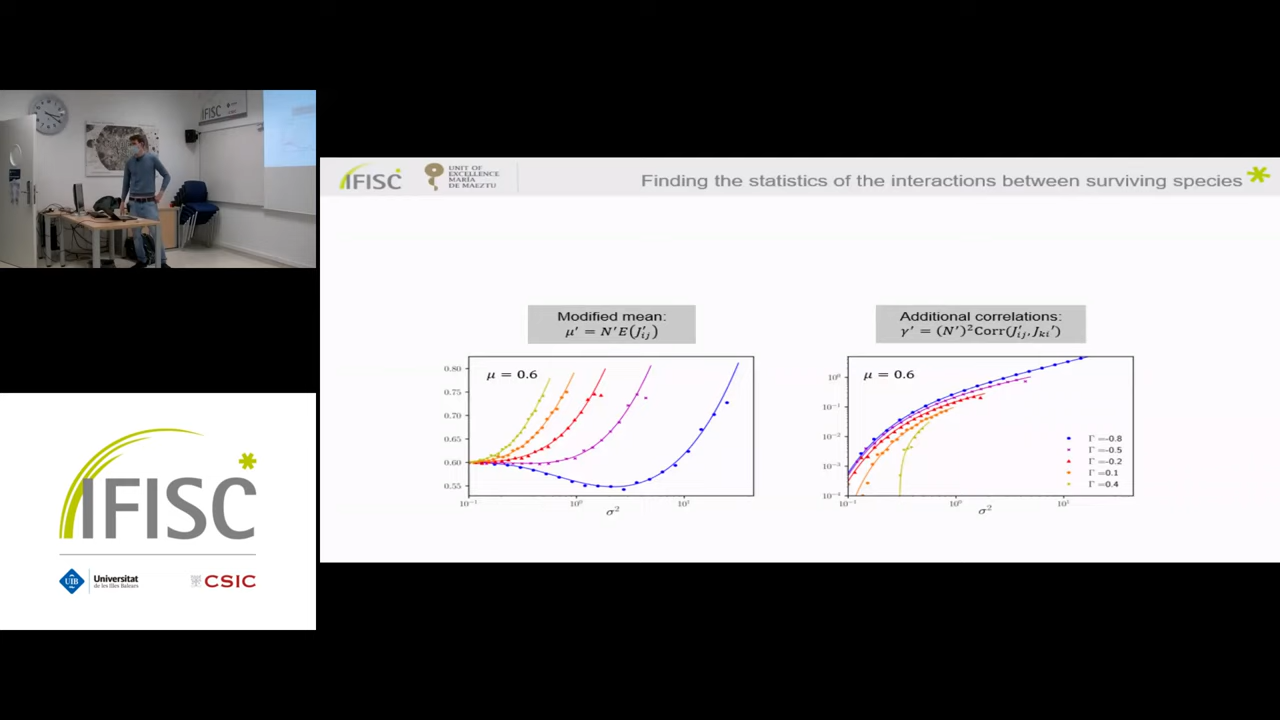 IFISC
IFISC
UNIT OF
EXCELLENCE
MARÍA
DE MAEZTU
Finding the statistics of the interactions between surviving species
Modified mean:
μ' = N'E(J'ij)
Additional correlations:
γ' = (N')²Corr(J'ij, Jki')
μ = 0.6
0.80
0.75
0.70
0.65
0.60
0.55
10⁻¹
10⁰
10¹
σ²
μ = 0.6
10⁰
10⁻¹
10⁻²
10⁻³
10⁻⁴
Γ =-0.8
Γ =-0.5
Γ =-0.2
Γ =0.1
Γ =0.4
10⁻¹
10⁰
10¹
σ²
IFISC
UIB
Universitat
de les Illes Balears
CSIC